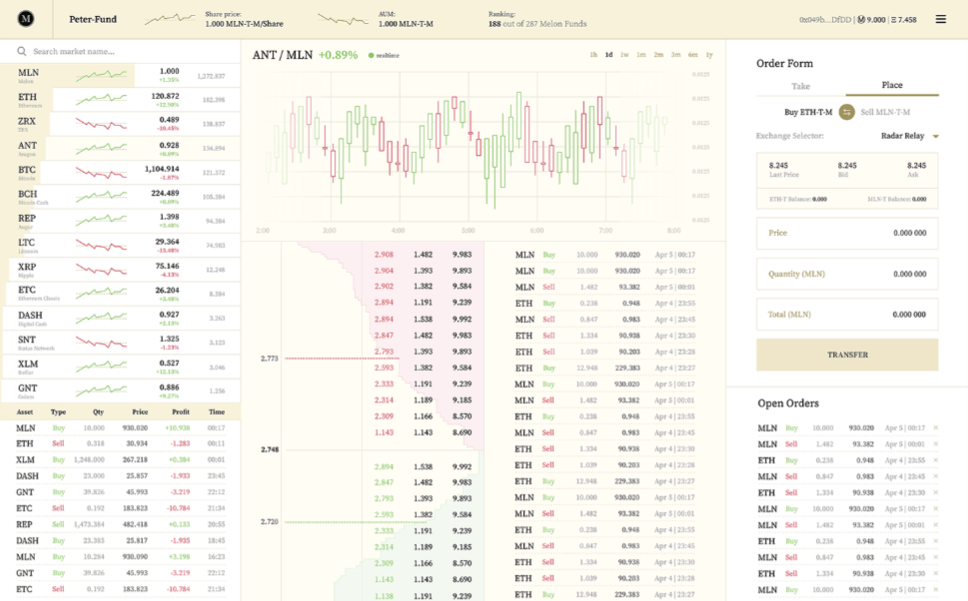 M
Peter-Fund
Share price:
1.000 MLN-T-M/Share
AUM:
1.000 MLN-T-M
Ranking:
188 out of 287 Melon Funds
0x049b...DfDD | Ⓜ 9.000 | Ξ 7.458
Search market name...
MLN 1.000 1,272.837
Melon +1.55%
ETH 120.872 182.398
Ethereum +12.98%
ZRX 0.489 138.837
ZRX -10.43%
ANT 0.928 136.094
Aragon +0.89%
BTC 1,104.914 121.372
Bitcoin -1.87%
BCH 224.489 105.384
Bitcoin Cash +0.89%
REP 1.398 94.384
Augur +3.48%
LTC 29.364 74.983
Litecoin -13.48%
XRP 75.146 12.248
Ripple -4.13%
ETC 26.204 8.384
Ethereum Classic +3.48%
DASH 0.927 3.263
Digital Cash +2.13%
SNT 1.325 3.123
Status Network -1.23%
XLM 0.527 3.046
Stellar +12.13%
GNT 0.886 1.256
Golem +9.27%
Asset Type Qty Price Profit Time
MLN Buy 10.000 930.020 +10.938 00:17
ETH Sell 0.318 30.934 -1.283 00:11
XLM Buy 1,248.000 267.218 +0.384 00:01
DASH Buy 23.000 25.857 -1.933 23:45
GNT Buy 39.826 45.993 -3.219 22:12
ETC Sell 0.192 183.823 -10.784 21:34
REP Sell 1,473.384 482.418 +0.133 20:55
DASH Buy 23.385 25.817 -1.935 18:45
MLN Buy 10.284 930.090 +3.298 16:23
GNT Buy 39.826 45.993 -3.219 22:12
ETC Sell 0.192 183.823 -10.784 21:34
ANT / MLN +0.89% realtime
1h 1d 1w 1m 2m 3m 6m 1y
2:00 3:00 4:00 5:00 6:00 7:00 8:00
2.908 1.482 9.983
2.904 1.393 9.893
2.902 1.382 9.584
2.894 1.191 9.239
2.894 1.538 9.992
2.847 1.482 9.983
2.793 1.393 9.893
2.773
2.593 1.382 9.584
2.333 1.191 9.239
2.314 1.189 9.185
2.309 1.166 8.570
1.143 1.143 8.690
2.748
2.894 1.538 9.992
2.847 1.482 9.983
2.793 1.393 9.893
2.593 1.382 9.584
2.720
2.333 1.191 9.239
2.314 1.189 9.185
2.309 1.166 8.570
1.143 1.143 8.690
1.138 1.191 9.239
MLN Buy 10.000 930.020 Apr 5 | 00:17
MLN Buy 10.000 930.020 Apr 5 | 00:17
MLN Sell 1.482 93.382 Apr 5 | 00:01
ETH Buy 0.238 0.948 Apr 4 | 23:55
MLN Sell 0.847 0.983 Apr 4 | 23:45
ETH Sell 1.334 90.938 Apr 4 | 23:30
ETH Sell 1.039 90.203 Apr 4 | 23:28
ETH Buy 12.948 229.383 Apr 4 | 23:27
MLN Buy 10.000 930.020 Apr 5 | 00:17
MLN Sell 1.482 93.382 Apr 5 | 00:01
ETH Buy 0.238 0.948 Apr 4 | 23:55
MLN Sell 0.847 0.983 Apr 4 | 23:45
ETH Sell 1.334 90.938 Apr 4 | 23:30
ETH Sell 1.039 90.203 Apr 4 | 23:28
ETH Buy 12.948 229.383 Apr 4 | 23:27
MLN Buy 10.000 930.020 Apr 5 | 00:17
MLN Sell 1.482 93.382 Apr 5 | 00:01
ETH Buy 0.238 0.948 Apr 4 | 23:55
MLN Sell 0.847 0.983 Apr 4 | 23:45
ETH Sell 1.334 90.938 Apr 4 | 23:30
ETH Sell 1.039 90.203 Apr 4 | 23:28
ETH Buy 12.948 229.383 Apr 4 | 23:27
Order Form
Take Place
Buy ETH-T-M Sell MLN-T-M
Exchange Selector: Radar Relay
8.245 8.245 8.245
Last Price Bid Ask
ETH-T Balance: 0.000 MLN-T Balance: 0.000
Price 0.000 000
Quantity (MLN) 0.000 000
Total (MLN) 0.000 000
TRANSFER
Open Orders
MLN Buy 10.000 930.020 Apr 5 | 00:17 ×
MLN Sell 1.482 93.382 Apr 5 | 00:01 ×
ETH Buy 0.238 0.948 Apr 4 | 23:55 ×
MLN Sell 0.847 0.983 Apr 4 | 23:45 ×
ETH Sell 1.334 90.938 Apr 4 | 23:30 ×
MLN Buy 10.000 930.020 Apr 5 | 00:17 ×
MLN Sell 1.482 93.382 Apr 5 | 00:01 ×
ETH Buy 0.238 0.948 Apr 4 | 23:55 ×
MLN Sell 0.847 0.983 Apr 4 | 23:45 ×
ETH Sell 1.334 90.938 Apr 4 | 23:30 ×
MLN Buy 10.000 930.020 Apr 5 | 00:17 ×